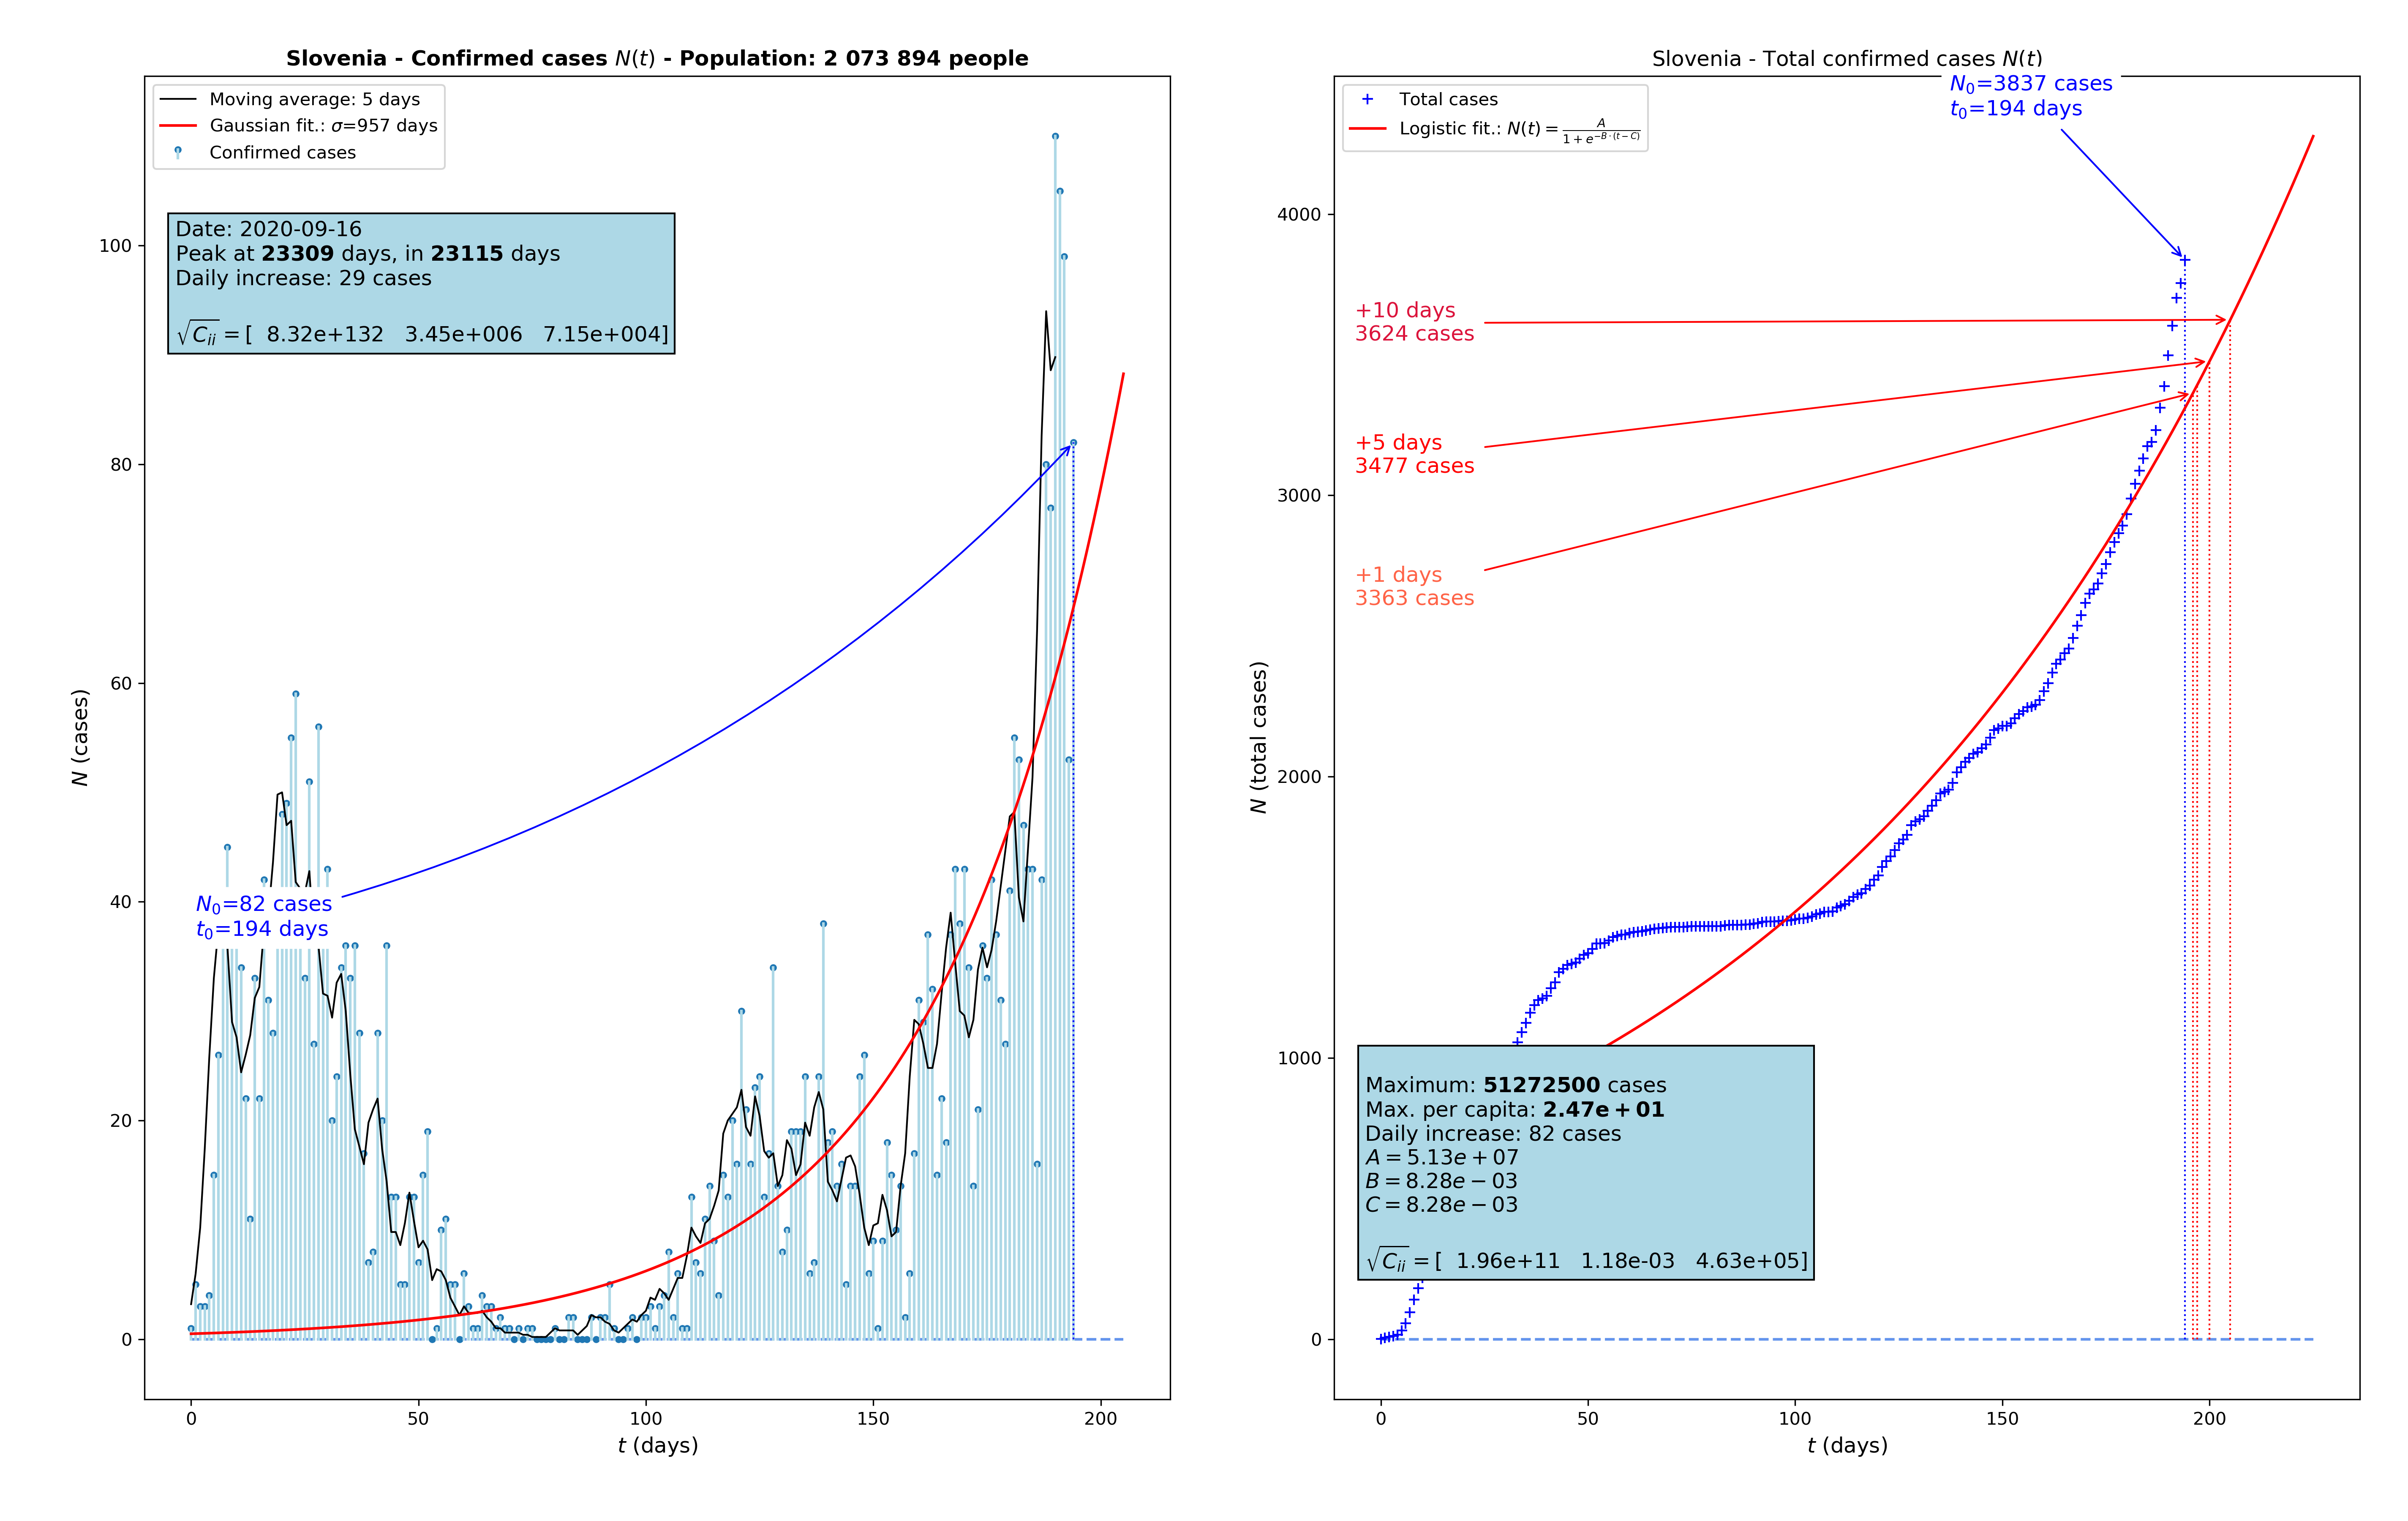 Slovenia - Confirmed cases N(t) - Population: 2 073 894 people
Moving average: 5 days
Gaussian fit.: σ=957 days
Confirmed cases
Date: 2020-09-16
Peak at 23309 days, in 23115 days
Daily increase: 29 cases
√C_ii = [ 8.32e+132 3.45e+006 7.15e+004]
N_0=82 cases
t_0=194 days
100
80
60
40
20
0
N (cases)
0 50 100 150 200
t (days)
Slovenia - Total confirmed cases N(t)
Total cases
Logistic fit.: N(t) = A / (1 + e^{-B·(t-C)})
N_0=3837 cases
t_0=194 days
+10 days
3624 cases
+5 days
3477 cases
+1 days
3363 cases
Maximum: 51272500 cases
Max. per capita: 2.47e + 01
Daily increase: 82 cases
A = 5.13e + 07
B = 8.28e − 03
C = 8.28e − 03
√C_ii = [ 1.96e+11 1.18e-03 4.63e+05]
4000
3000
2000
1000
0
N (total cases)
0 50 100 150 200
t (days)